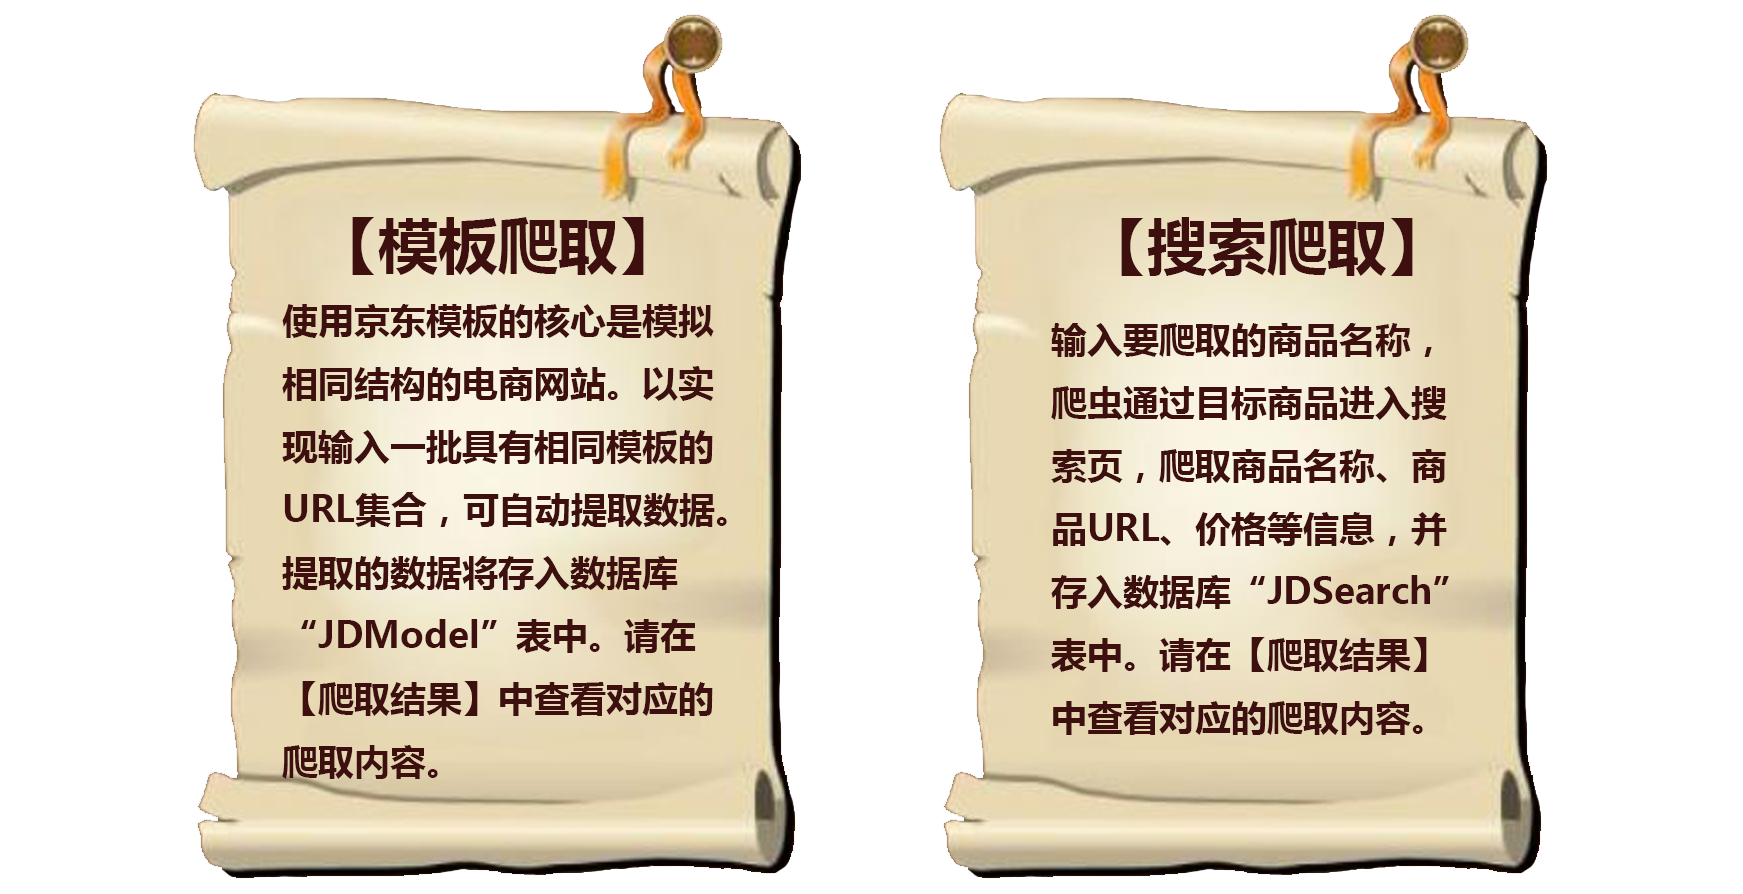 【模板爬取】
使用京东模板的核心是模拟
相同结构的电商网站。以实
现输入一批具有相同模板的
URL集合，可自动提取数据。
提取的数据将存入数据库
“JDModel”表中。请在
【爬取结果】中查看对应的
爬取内容。
【搜索爬取】
输入要爬取的商品名称，
爬虫通过目标商品进入搜
索页，爬取商品名称、商
品URL、价格等信息，并
存入数据库“JDSearch”
表中。请在【爬取结果】
中查看对应的爬取内容。